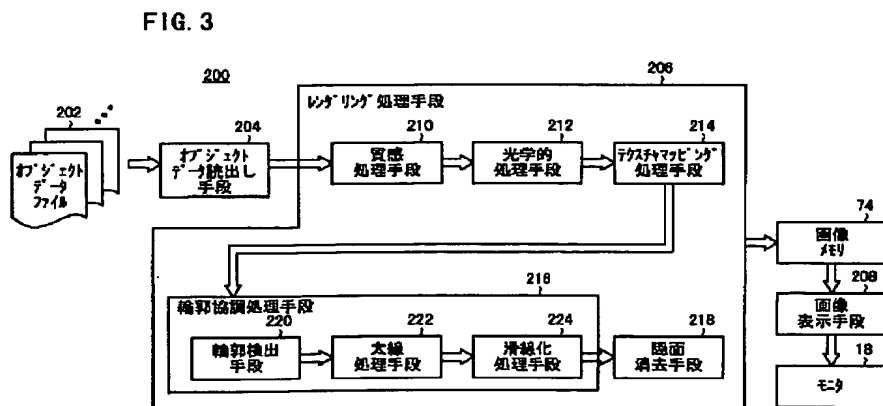 FIG. 3
200
206
202
204
レンダリング処理手段
210
212
214
オブジェクト
データ
ファイル
オブジェクト
データ読出し
手段
質感
処理手段
光学的
処理手段
テクスチャマッピング
処理手段
74
画像
メモリ
216
輪郭協調処理手段
208
220
222
224
218
画像
表示手段
輪郭検出
手段
太線
処理手段
滑線化
処理手段
隠面
消去手段
18
モニタ